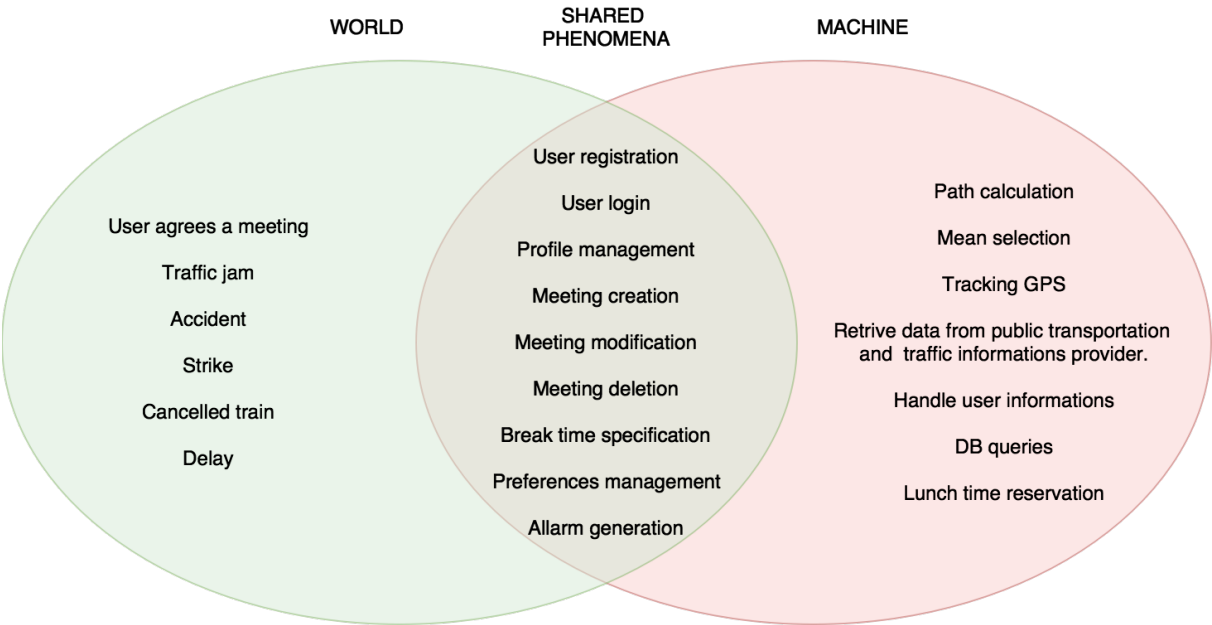 WORLD
SHARED
PHENOMENA
MACHINE
User agrees a meeting
Traffic jam
Accident
Strike
Cancelled train
Delay
User registration
User login
Profile management
Meeting creation
Meeting modification
Meeting deletion
Break time specification
Preferences management
Allarm generation
Path calculation
Mean selection
Tracking GPS
Retrive data from public transportation
and traffic informations provider.
Handle user informations
DB queries
Lunch time reservation